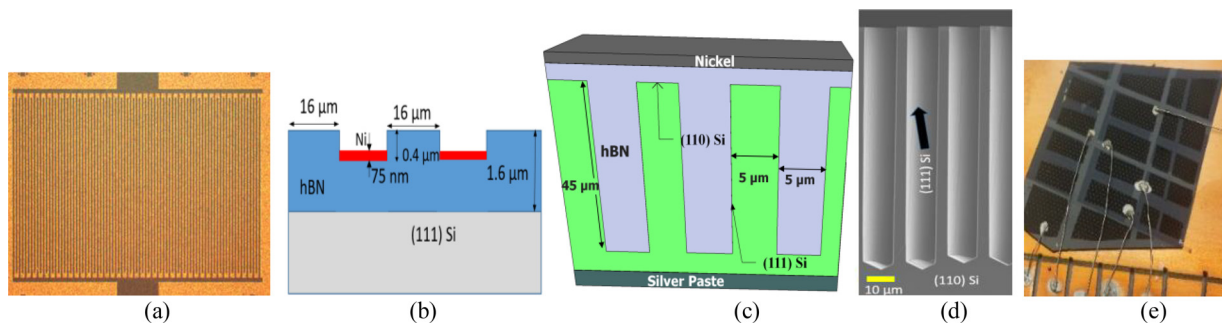 16 μm
16 μm
Ni
0.4 μm
75 nm
1.6 μm
hBN
(111) Si
(b)
(a)
Nickel
hBN
(110) Si
45 μm
5 μm
5 μm
(111) Si
Silver Paste
(c)
(111) Si
10 μm
(110) Si
(d)
(e)